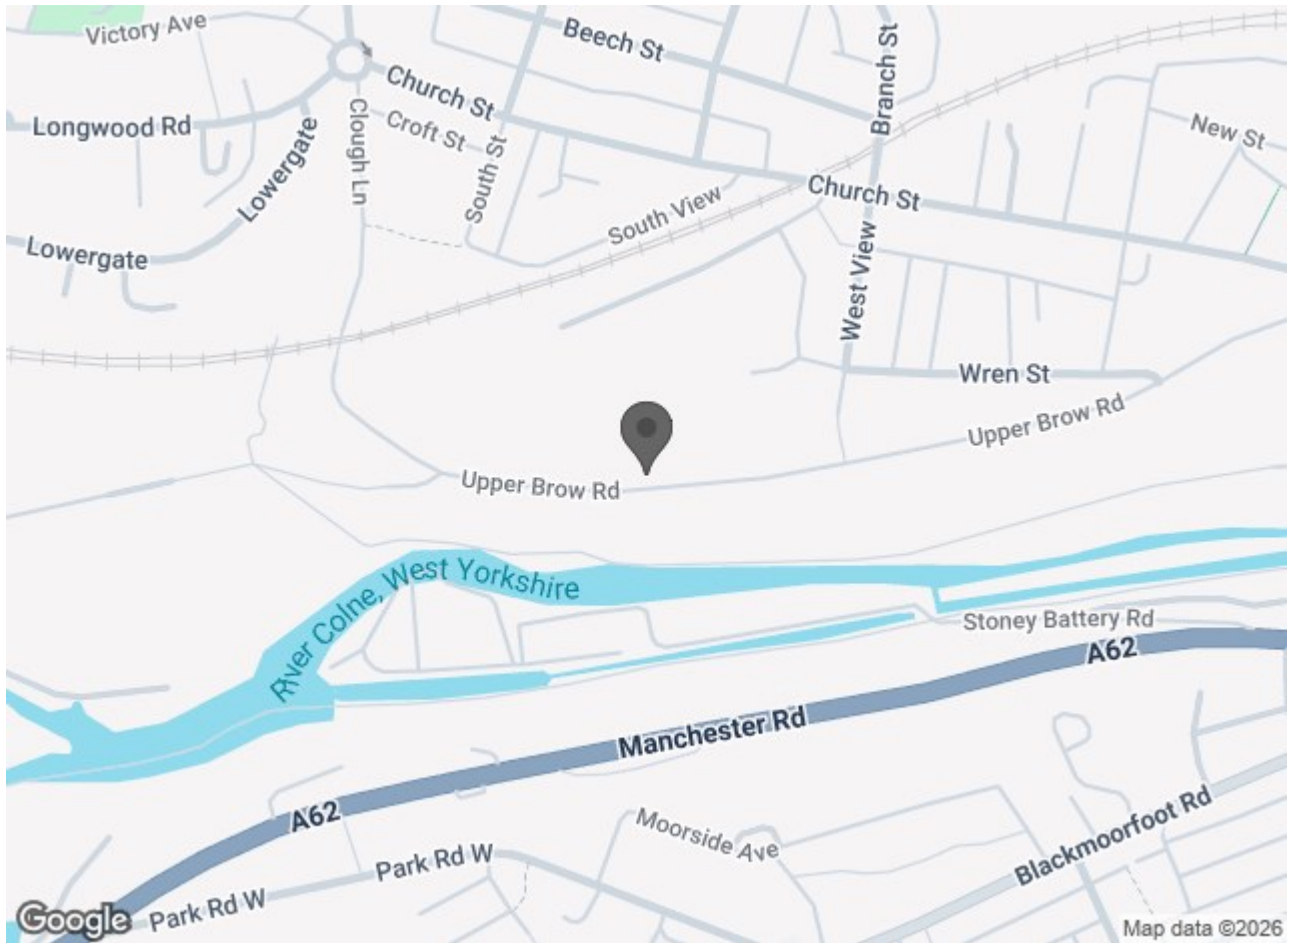 Victory Ave
Beech St
Branch St
Church St
Longwood Rd
Croft St
New St
Clough Ln
Lowergate
South St
Church St
South View
Lowergate
West View
Wren St
Upper Brow Rd
Upper Brow Rd
River Colne, West Yorkshire
Stoney Battery Rd
A62
Manchester Rd
A62
Moorside Ave
Blackmoorfoot Rd
Park Rd W
Park Rd W
Google
Map data ©2026